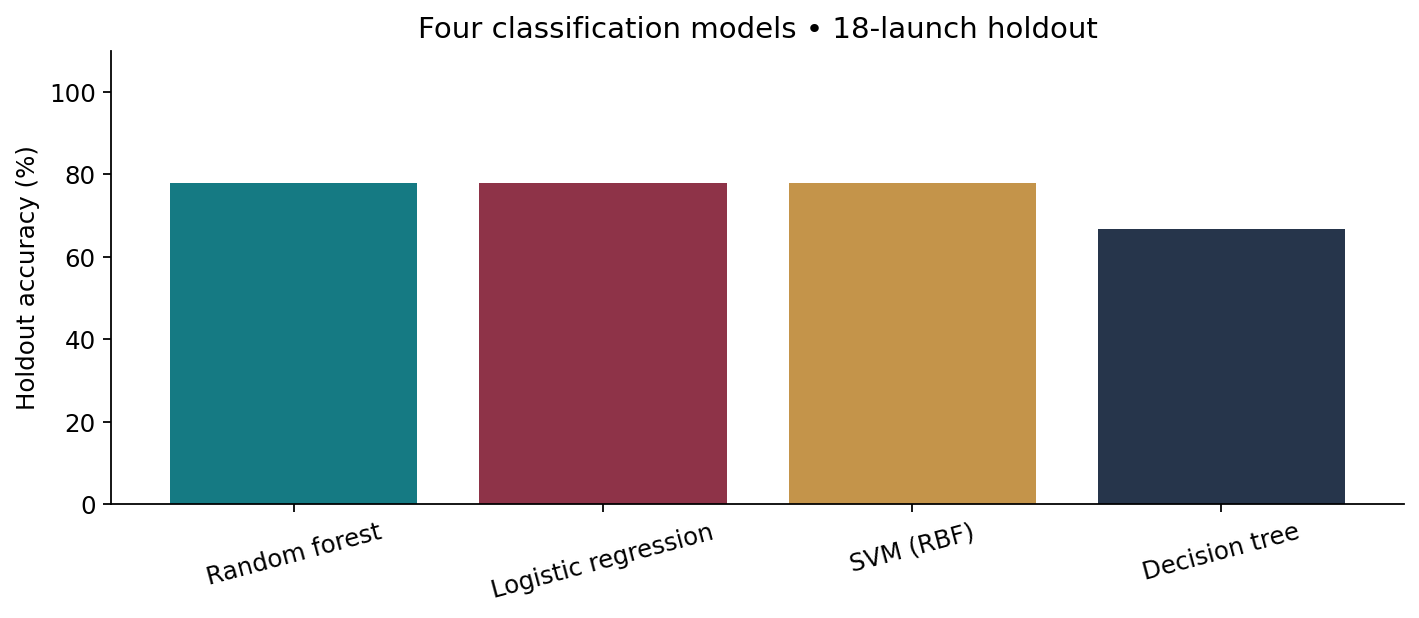 Four classification models • 18-launch holdout
Holdout accuracy (%)
100
80
60
40
20
0
Random forest
Logistic regression
SVM (RBF)
Decision tree